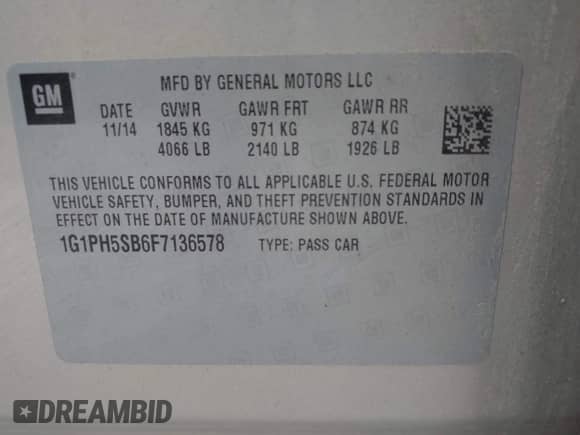 GM
MFD BY GENERAL MOTORS LLC
DATE GVWR GAWR FRT GAWR RR
11/14 1845 KG 971 KG 874 KG
4066 LB 2140 LB 1926 LB
THIS VEHICLE CONFORMS TO ALL APPLICABLE U.S. FEDERAL MOTOR
VEHICLE SAFETY, BUMPER, AND THEFT PREVENTION STANDARDS IN
EFFECT ON THE DATE OF MANUFACTURE SHOWN ABOVE.
1G1PH5SB6F7136578 TYPE: PASS CAR
DREAMBID